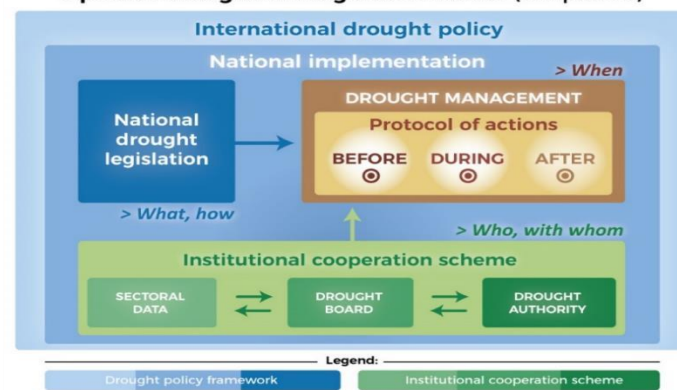 International drought policy
National implementation
> When
National
drought
legislation
DROUGHT MANAGEMENT
Protocol of actions
BEFORE DURING AFTER
> What, how
> Who, with whom
Institutional cooperation scheme
SECTORAL
DATA
DROUGHT
BOARD
DROUGHT
AUTHORITY
Legend:
Drought policy framework
Institutional cooperation scheme